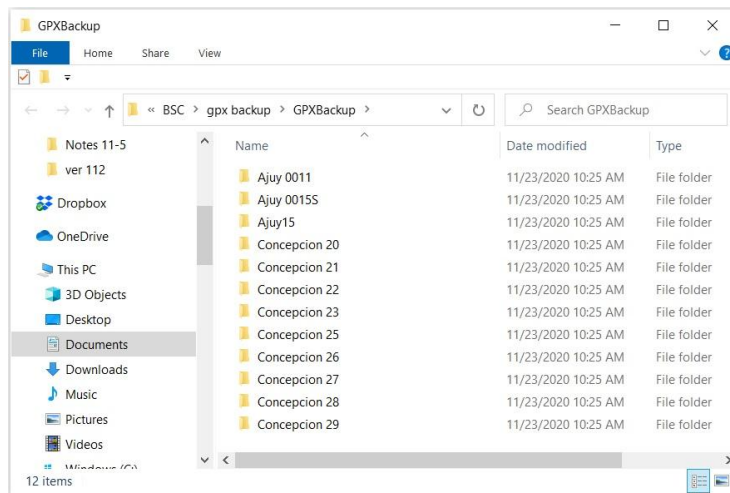 GPXBackup
File Home Share View
« BSC > gpx backup > GPXBackup >
Search GPXBackup
Notes 11-5
ver 112
Dropbox
OneDrive
This PC
3D Objects
Desktop
Documents
Downloads
Music
Pictures
Videos
Windows (C:)
Name Date modified Type
Ajuy 0011 11/23/2020 10:25 AM File folder
Ajuy 0015S 11/23/2020 10:25 AM File folder
Ajuy15 11/23/2020 10:25 AM File folder
Concepcion 20 11/23/2020 10:25 AM File folder
Concepcion 21 11/23/2020 10:25 AM File folder
Concepcion 22 11/23/2020 10:25 AM File folder
Concepcion 23 11/23/2020 10:25 AM File folder
Concepcion 25 11/23/2020 10:25 AM File folder
Concepcion 26 11/23/2020 10:25 AM File folder
Concepcion 27 11/23/2020 10:25 AM File folder
Concepcion 28 11/23/2020 10:25 AM File folder
Concepcion 29 11/23/2020 10:25 AM File folder
12 items